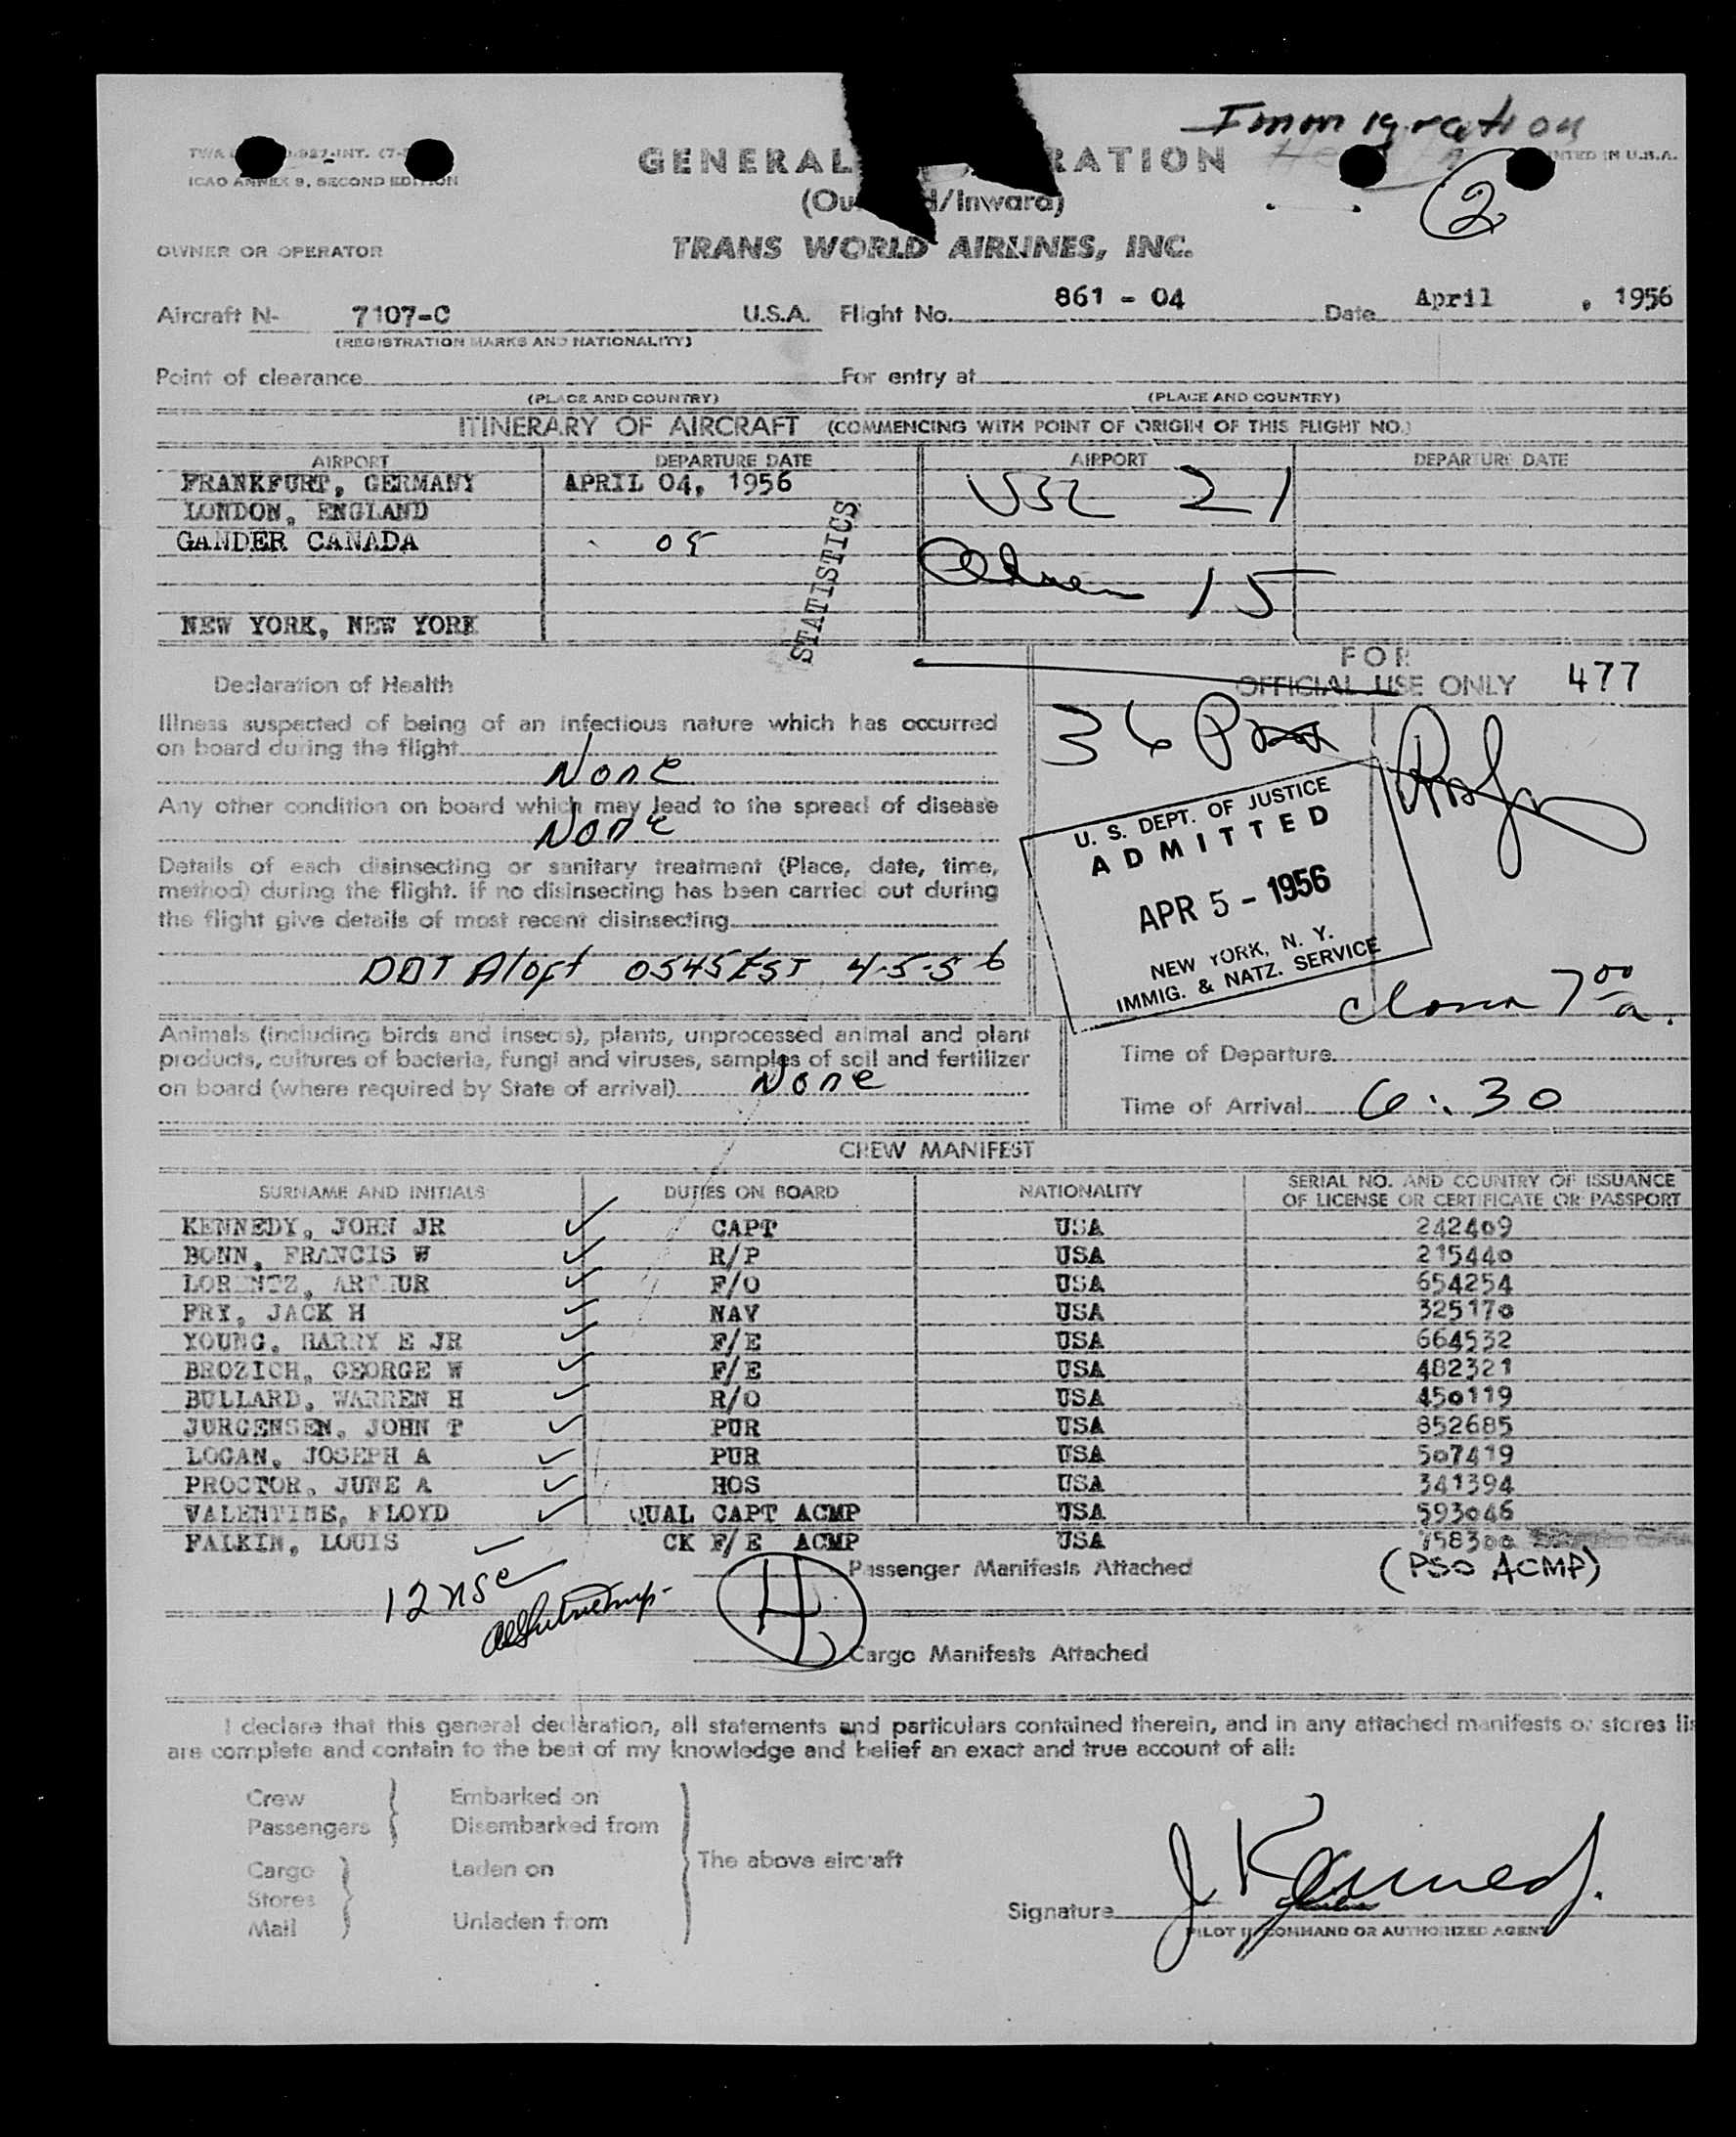 Immigration
PRINTED IN U.S.A.
ICAO ANNEX 9, SECOND EDITION
2
GENERAL RATION
(Ou d/Inward)
OWNER OR OPERATOR
TRANS WORLD AIRLINES, INC.
Aircraft N- 7107-C U.S.A. Flight No. 861 - 04 Date April , 1956
(REGISTRATION MARKS AND NATIONALITY)
Point of clearance For entry at
(PLACE AND COUNTRY) (PLACE AND COUNTRY)
ITINERARY OF AIRCRAFT (COMMENCING WITH POINT OF ORIGIN OF THIS FLIGHT NO.)
AIRPORT DEPARTURE DATE AIRPORT DEPARTURE DATE
FRANKFURT, GERMANY APRIL 04, 1956 USC 21
LONDON, ENGLAND
GANDER CANADA 05
Alien 15
NEW YORK, NEW YORK
STATISTICS
FOR
OFFICIAL USE ONLY 477
Declaration of Health
Illness suspected of being of an infectious nature which has occurred
on board during the flight
None
Any other condition on board which may lead to the spread of disease
None
Details of each disinsecting or sanitary treatment (Place, date, time,
method) during the flight. If no disinsecting has been carried out during
the flight give details of most recent disinsecting
DDT Aloft 0545 EST 4-5-56
36
U. S. DEPT. OF JUSTICE
ADMITTED
APR 5 - 1956
NEW YORK, N. Y.
IMMIG. & NATZ. SERVICE
7 00 a.
Animals (including birds and insects), plants, unprocessed animal and plant
products, cultures of bacteria, fungi and viruses, samples of soil and fertilizer
on board (where required by State of arrival) None
Time of Departure
Time of Arrival 6:30
CREW MANIFEST
SURNAME AND INITIALS DUTIES ON BOARD NATIONALITY SERIAL NO. AND COUNTRY OF ISSUANCE
OF LICENSE OR CERTIFICATE OR PASSPORT
KENNEDY, JOHN JR CAPT USA 242409
BONN, FRANCIS W R/P USA 215440
LORENTZ, ARTHUR F/O USA 654254
FRY, JACK H NAV USA 325170
YOUNG, HARRY E JR F/E USA 664532
BROZICH, GEORGE W F/E USA 482321
BULLARD, WARREN H R/O USA 450119
JURGENSEN, JOHN T PUR USA 852685
LOGAN, JOSEPH A PUR USA 507419
PROCTOR, JUNE A HOS USA 341394
VALENTINE, FLOYD QUAL CAPT ACMP USA 593046
FALKIN, LOUIS CK F/E ACMP USA 58300
Passenger Manifests Attached (PSO ACMP)
12 USC
4
Cargo Manifests Attached
I declare that this general declaration, all statements and particulars contained therein, and in any attached manifests or stores lis
are complete and contain to the best of my knowledge and belief an exact and true account of all:
Crew Embarked on
Passengers Disembarked from
The above aircraft
Cargo Laden on
Stores
Mail Unladen from
Signature J Kennedy
PILOT IN COMMAND OR AUTHORIZED AGENT